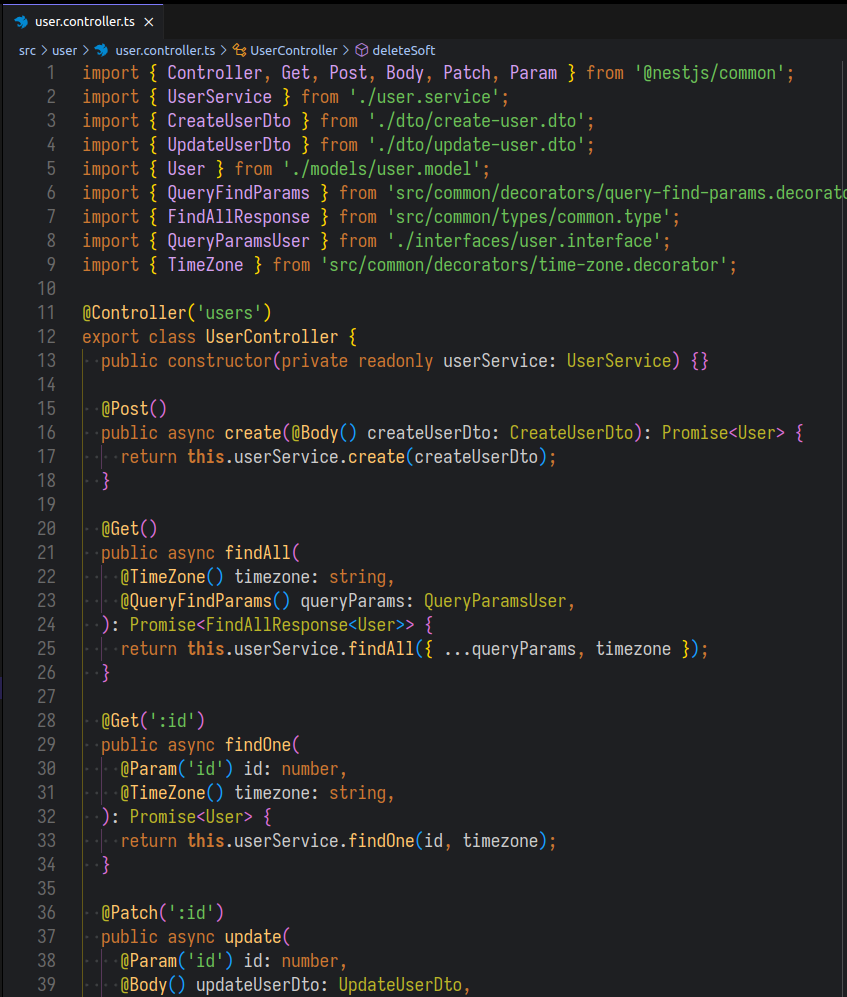 user.controller.ts
src > user > user.controller.ts > UserController > deleteSoft
1 import { Controller, Get, Post, Body, Patch, Param } from '@nestjs/common';
2 import { UserService } from './user.service';
3 import { CreateUserDto } from './dto/create-user.dto';
4 import { UpdateUserDto } from './dto/update-user.dto';
5 import { User } from './models/user.model';
6 import { QueryFindParams } from 'src/common/decorators/query-find-params.decorato
7 import { FindAllResponse } from 'src/common/types/common.type';
8 import { QueryParamsUser } from './interfaces/user.interface';
9 import { TimeZone } from 'src/common/decorators/time-zone.decorator';
10
11 @Controller('users')
12 export class UserController {
13   public constructor(private readonly userService: UserService) {}
14
15   @Post()
16   public async create(@Body() createUserDto: CreateUserDto): Promise<User> {
17     return this.userService.create(createUserDto);
18   }
19
20   @Get()
21   public async findAll(
22     @TimeZone() timezone: string,
23     @QueryFindParams() queryParams: QueryParamsUser,
24   ): Promise<FindAllResponse<User>> {
25     return this.userService.findAll({ ...queryParams, timezone });
26   }
27
28   @Get(':id')
29   public async findOne(
30     @Param('id') id: number,
31     @TimeZone() timezone: string,
32   ): Promise<User> {
33     return this.userService.findOne(id, timezone);
34   }
35
36   @Patch(':id')
37   public async update(
38     @Param('id') id: number,
39     @Body() updateUserDto: UpdateUserDto,